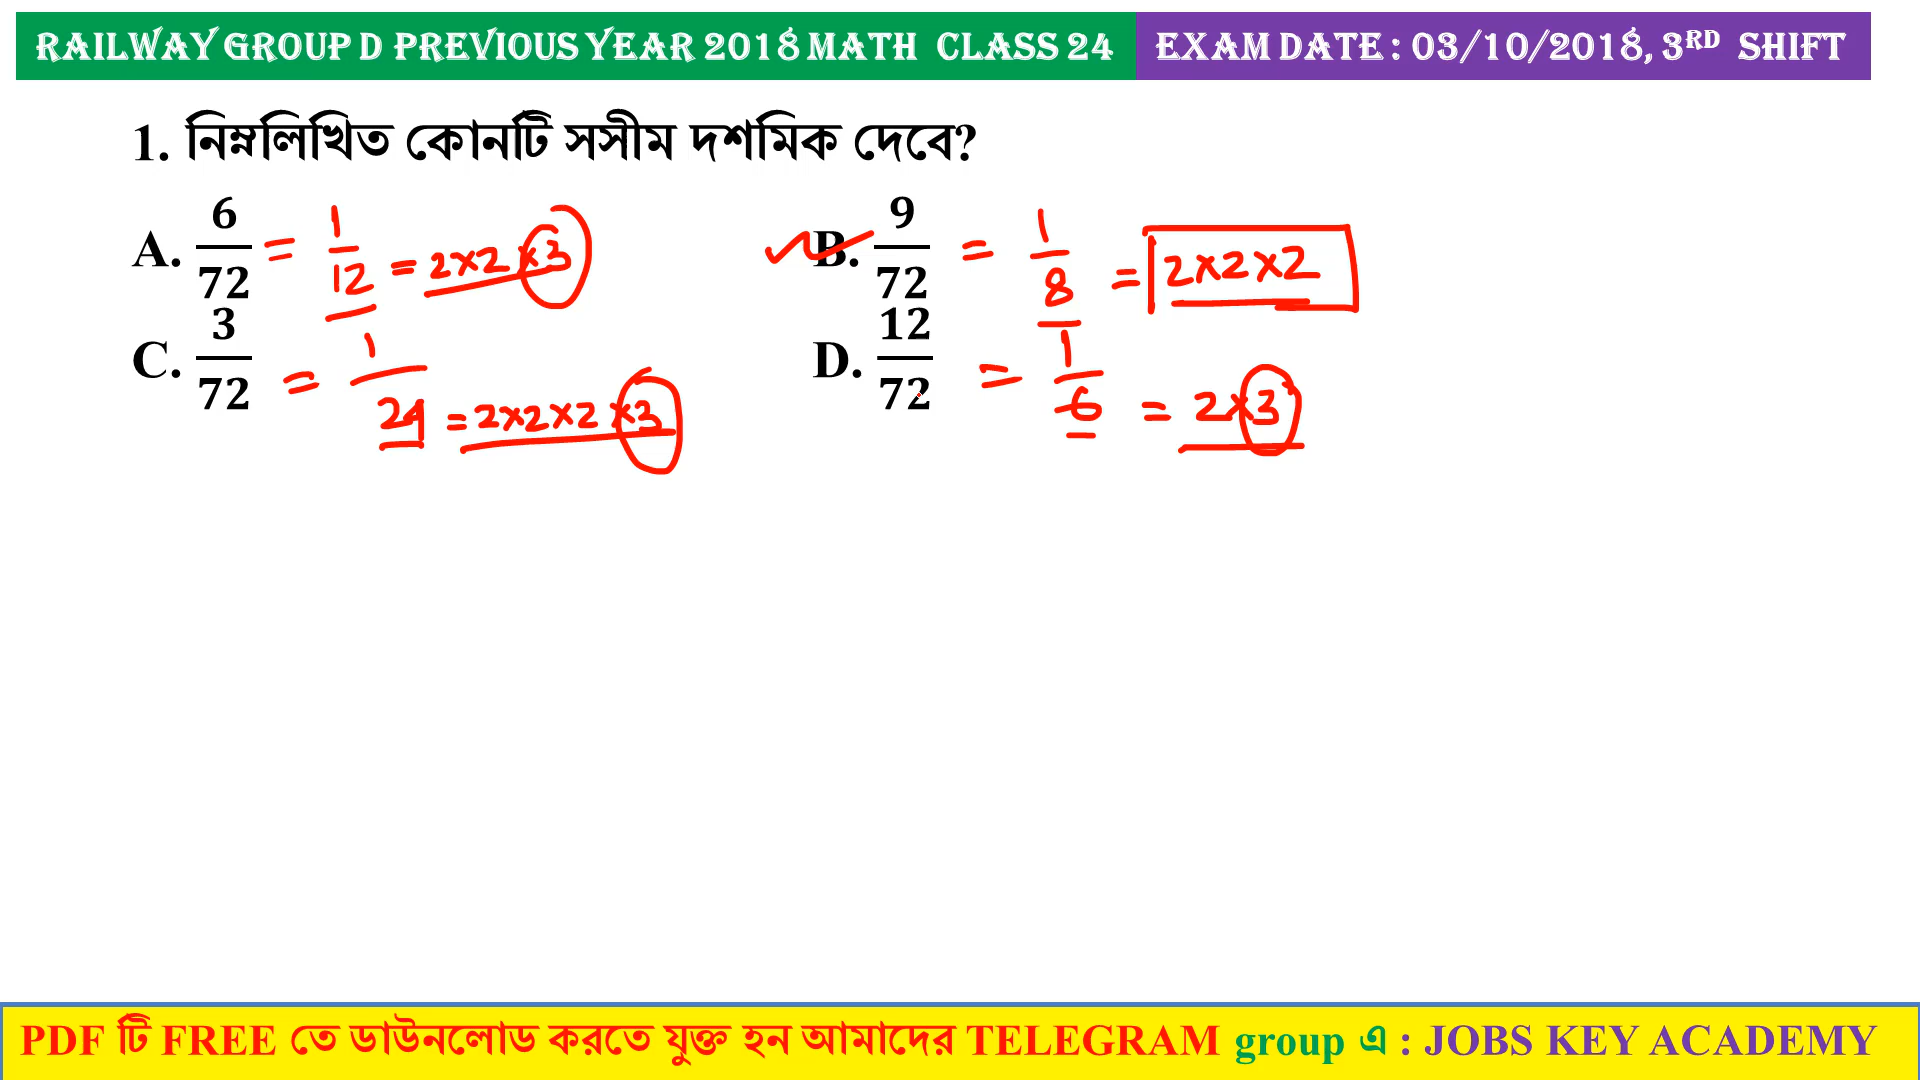 RAILWAY GROUP D PREVIOUS YEAR 2018 MATH CLASS 24 EXAM DATE : 03/10/2018, 3RD SHIFT
1. নিম্নলিখিত কোনটি সসীম দশমিক দেবে?
A. 6/72 = 1/12 = 2×2×3
B. 9/72 = 1/8 = 2×2×2
C. 3/72 = 1/24 = 2×2×2×3
D. 12/72 = 1/6 = 2×3
PDF টি FREE তে ডাউনলোড করতে যুক্ত হন আমাদের TELEGRAM group এ : JOBS KEY ACADEMY